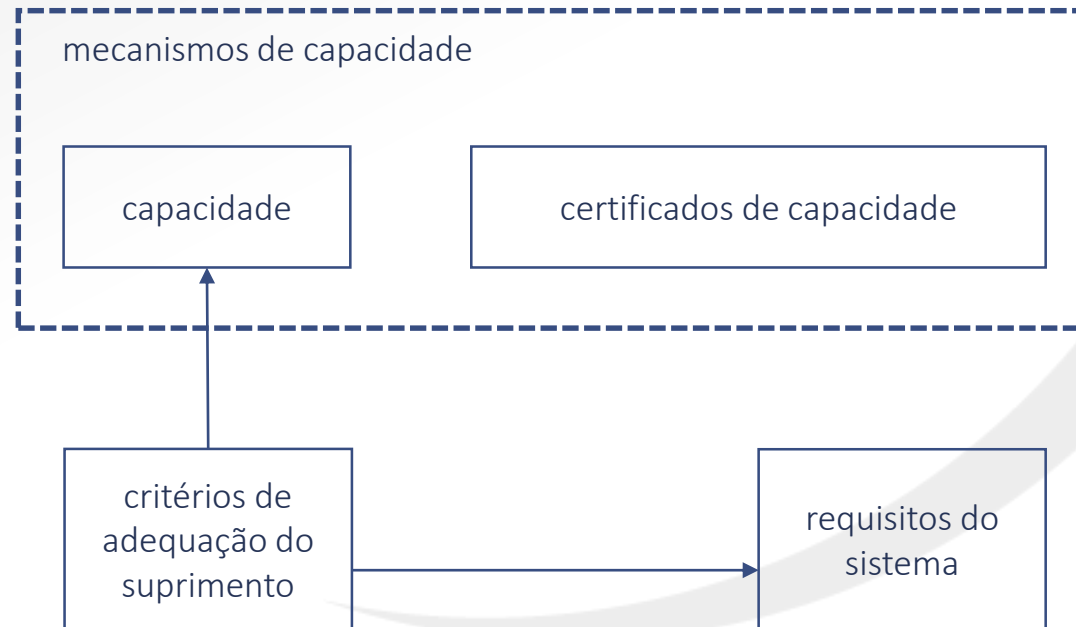 mecanismos de capacidade
capacidade
certificados de capacidade
critérios de
adequação do
suprimento
requisitos do
sistema